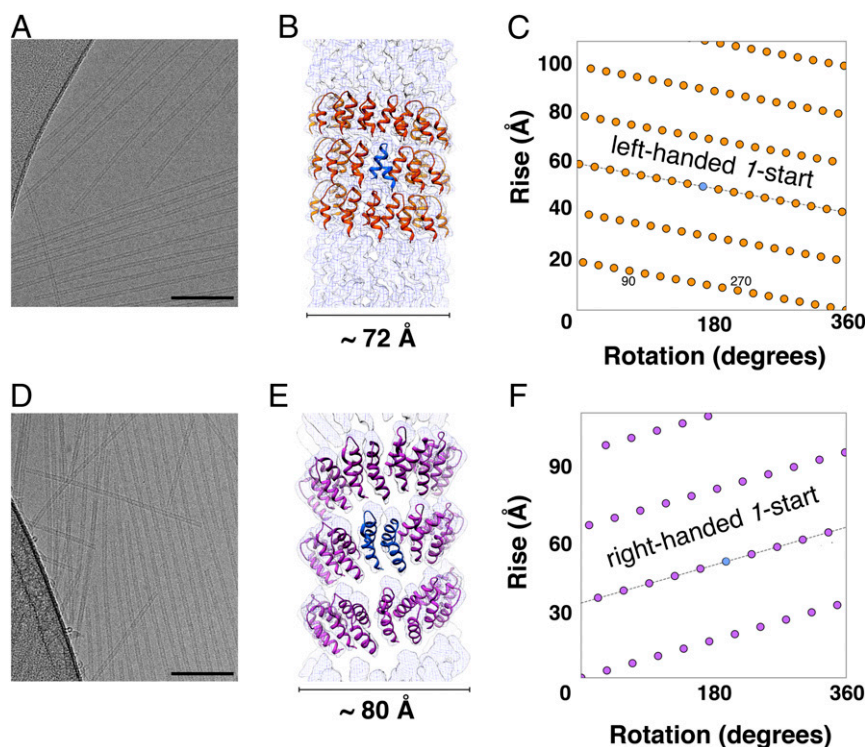 A
B
C
~ 72 Å
Rise (Å)
100
80
60
40
20
0
left-handed 1-start
90
270
180
360
Rotation (degrees)
D
E
F
~ 80 Å
Rise (Å)
90
60
30
0
right-handed 1-start
180
360
Rotation (degrees)